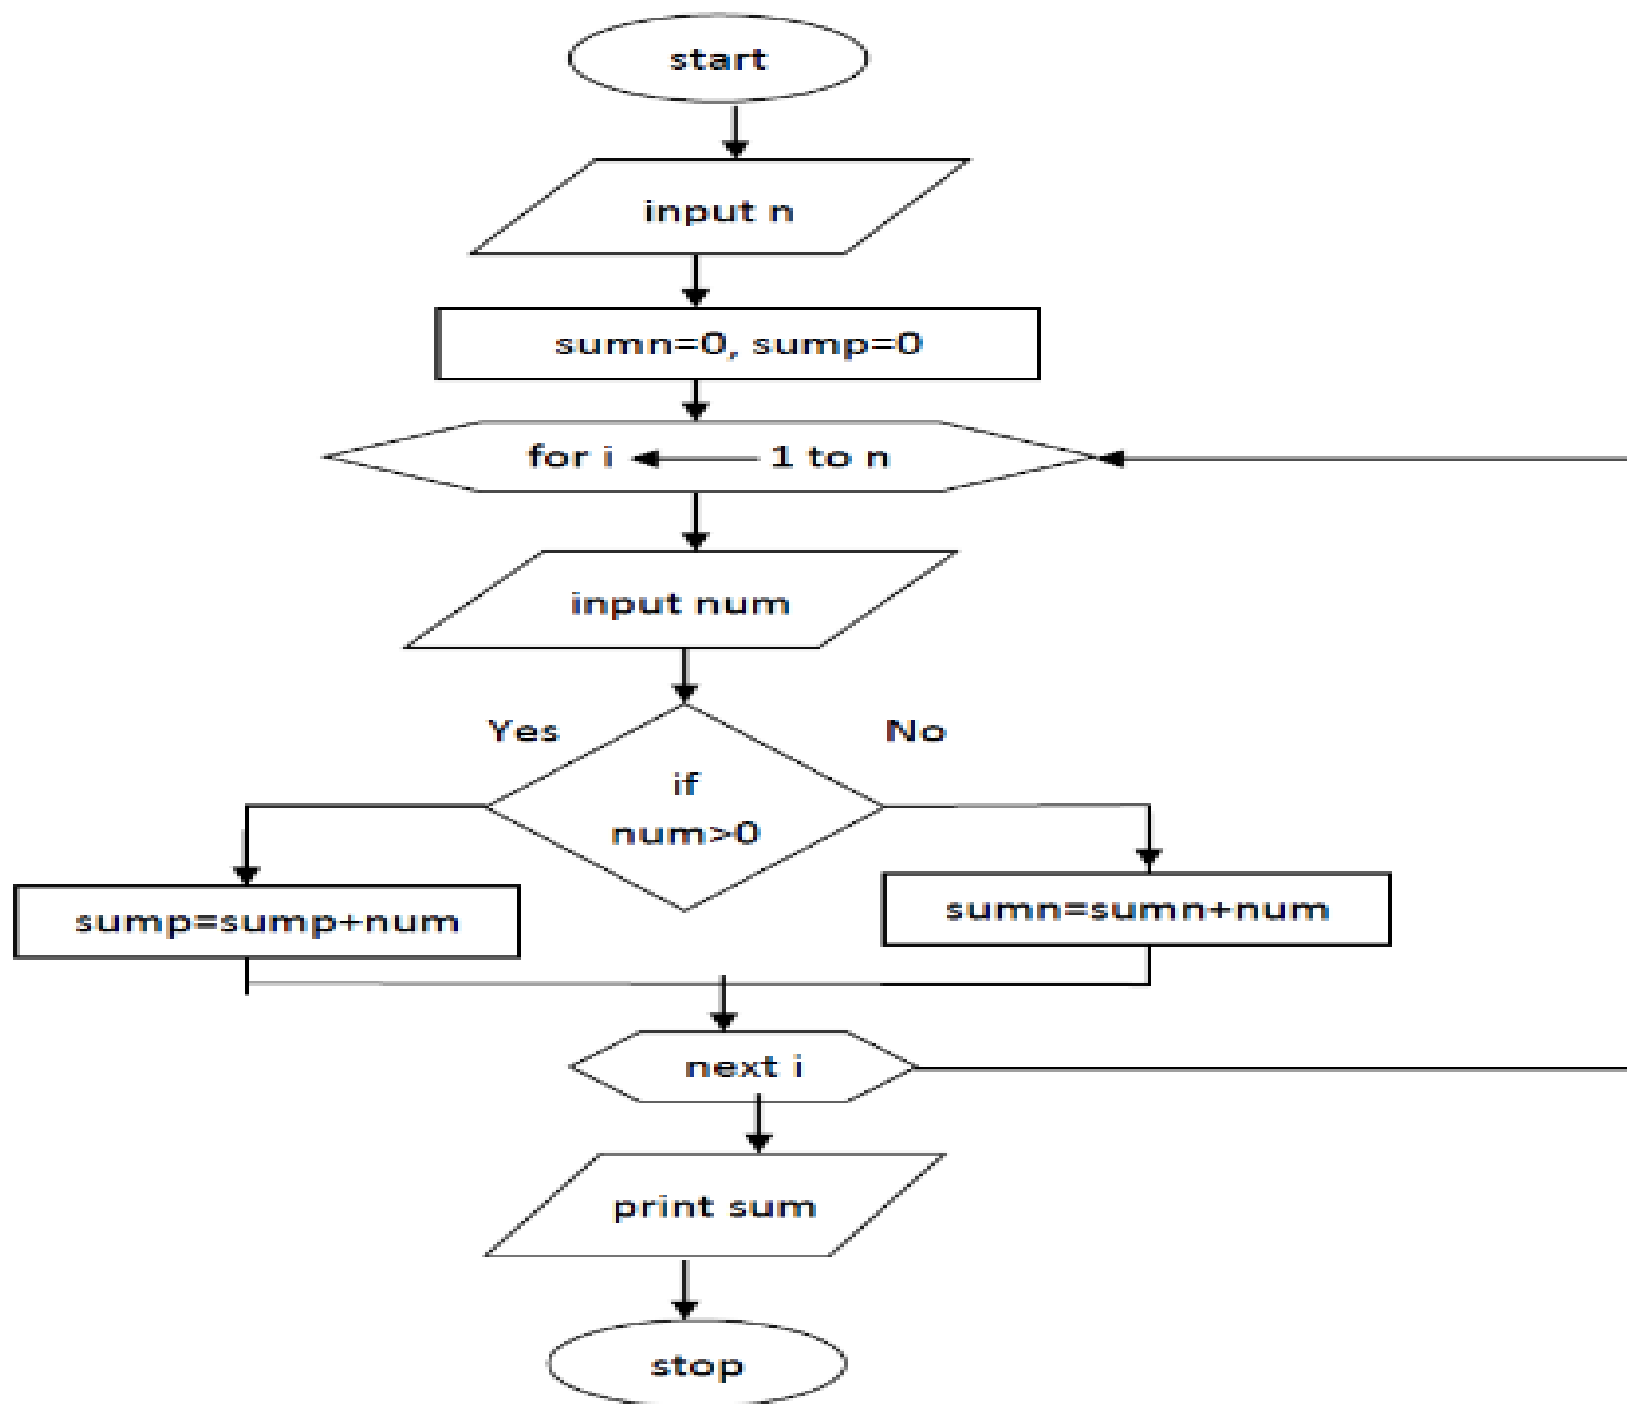 start
input n
sumn=0, sump=0
for i 1 to n
input num
Yes
No
if
num>0
sump=sump+num
sumn=sumn+num
next i
print sum
stop